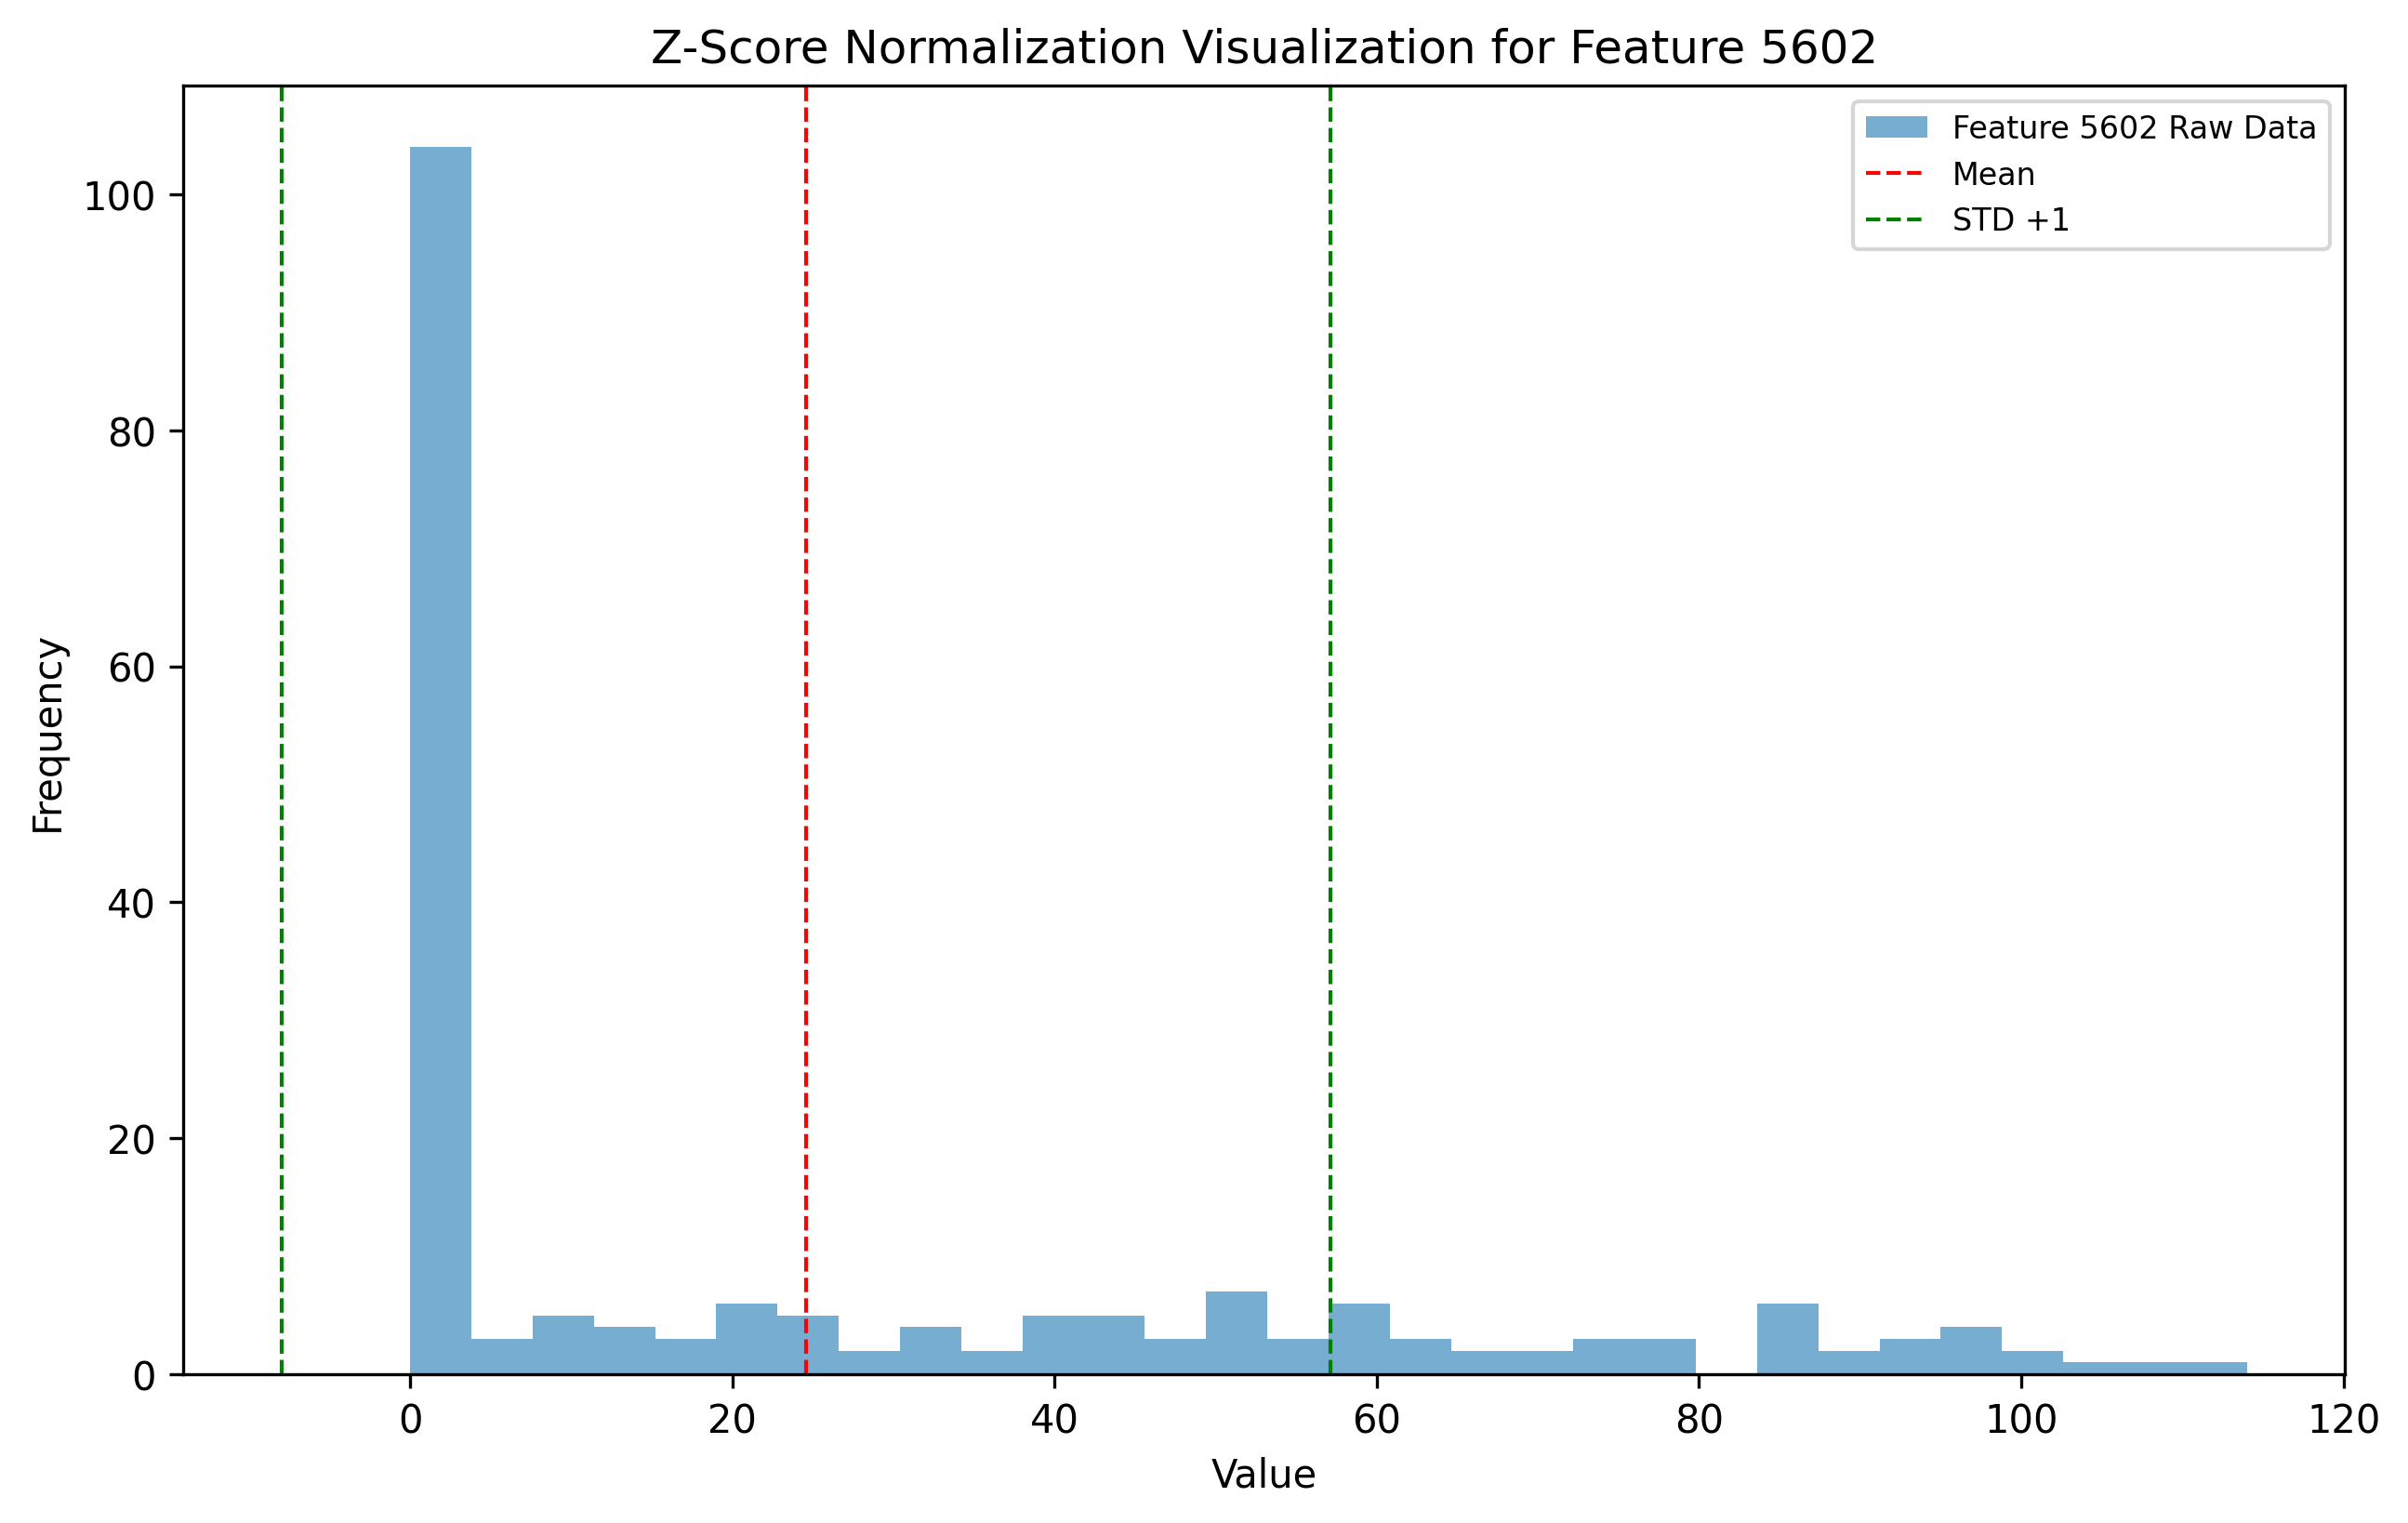 Z-Score Normalization Visualization for Feature 5602
Feature 5602 Raw Data
Mean
STD +1
100
80
60
40
20
0
Frequency
0 20 40 60 80 100 120
Value